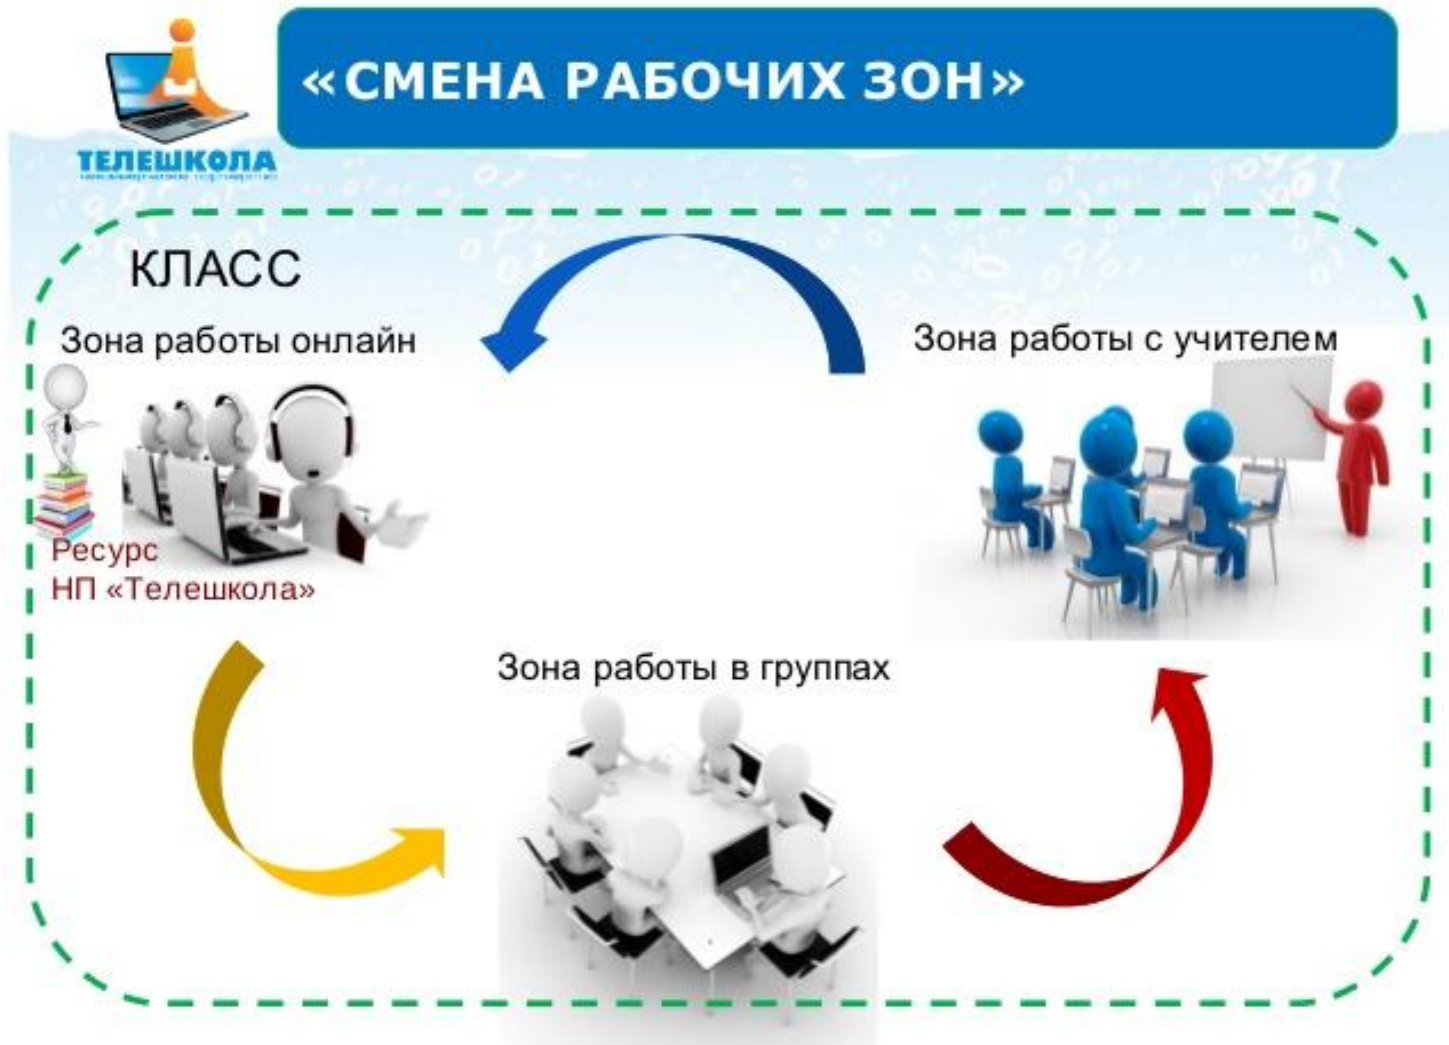 «СМЕНА РАБОЧИХ ЗОН»
ТЕЛЕШКОЛА
КЛАСС
Зона работы онлайн
Зона работы с учителем
Ресурс
НП «Телешкола»
Зона работы в группах